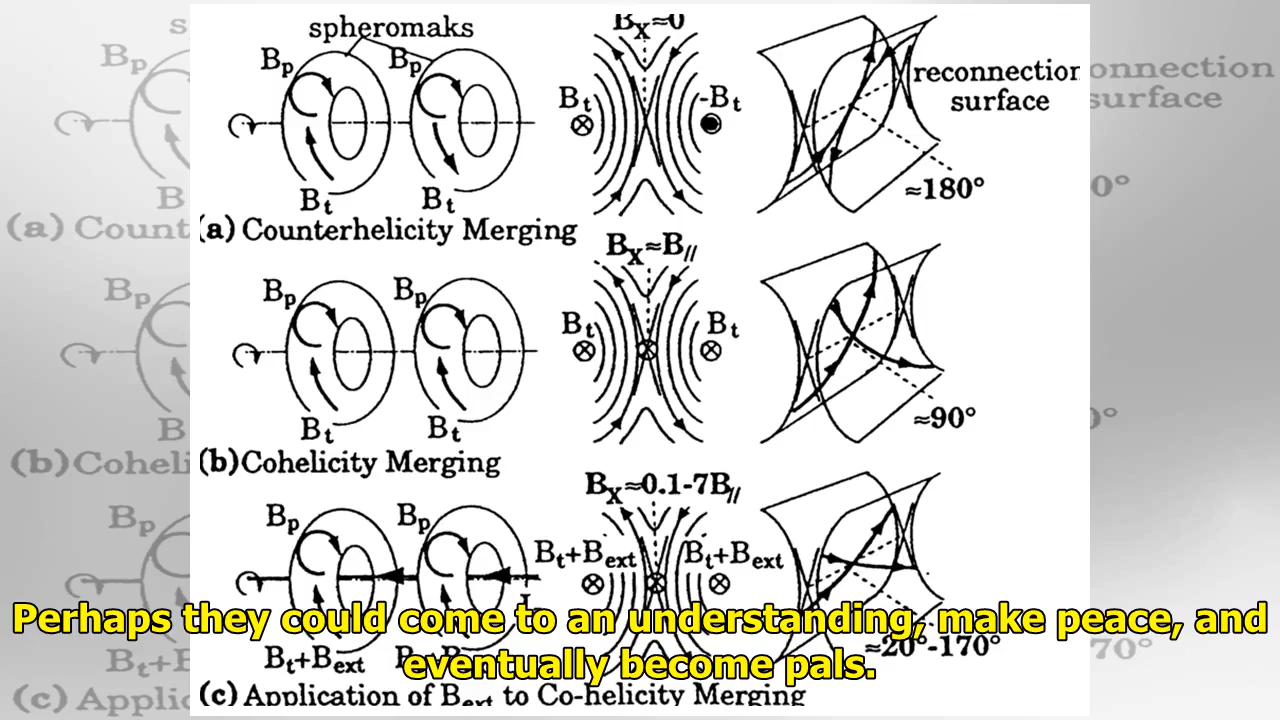 spheromaks
Bp Bp
Bt Bt
(a) Counterhelicity Merging
Bx≈0
Bt -Bt
reconnection
surface
≈180°
Bp Bp
Bt Bt
(b) Cohelicity Merging
Bx≈B//
Bt Bt
≈90°
Bp Bp
Bt+Bext
(c) Application of Bext to Co-helicity Merging
Bx≈0.1-7B//
Bt+Bext Bt+Bext
≈20°-170°
Perhaps they could come to an understanding, make peace, and
eventually become pals.